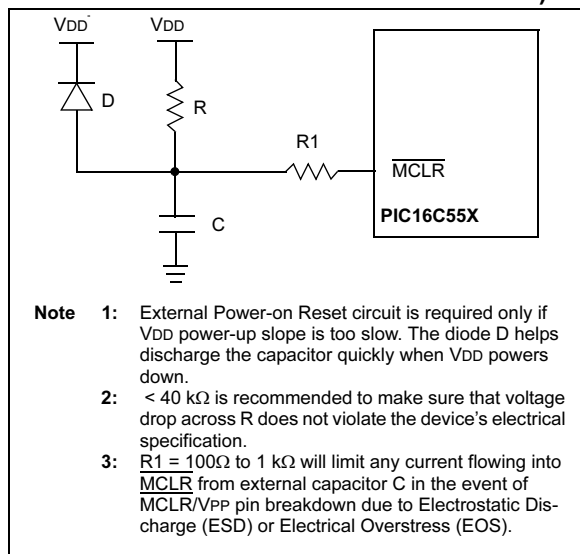 VDD VDD
D
R
R1
MCLR
PIC16C55X
C
Note 1: External Power-on Reset circuit is required only if
VDD power-up slope is too slow. The diode D helps
discharge the capacitor quickly when VDD powers
down.
2: < 40 kΩ is recommended to make sure that voltage
drop across R does not violate the device's electrical
specification.
3: R1 = 100Ω to 1 kΩ will limit any current flowing into
MCLR from external capacitor C in the event of
MCLR/VPP pin breakdown due to Electrostatic Dis-
charge (ESD) or Electrical Overstress (EOS).